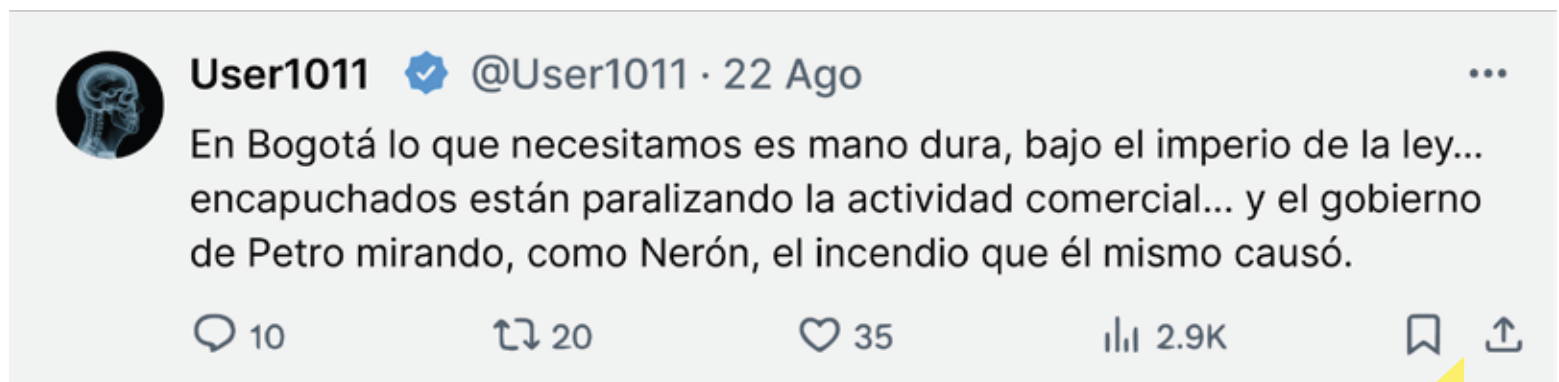 User1011 @User1011 · 22 Ago
En Bogotá lo que necesitamos es mano dura, bajo el imperio de la ley...
encapuchados están paralizando la actividad comercial... y el gobierno
de Petro mirando, como Nerón, el incendio que él mismo causó.
10 20 35 2.9K